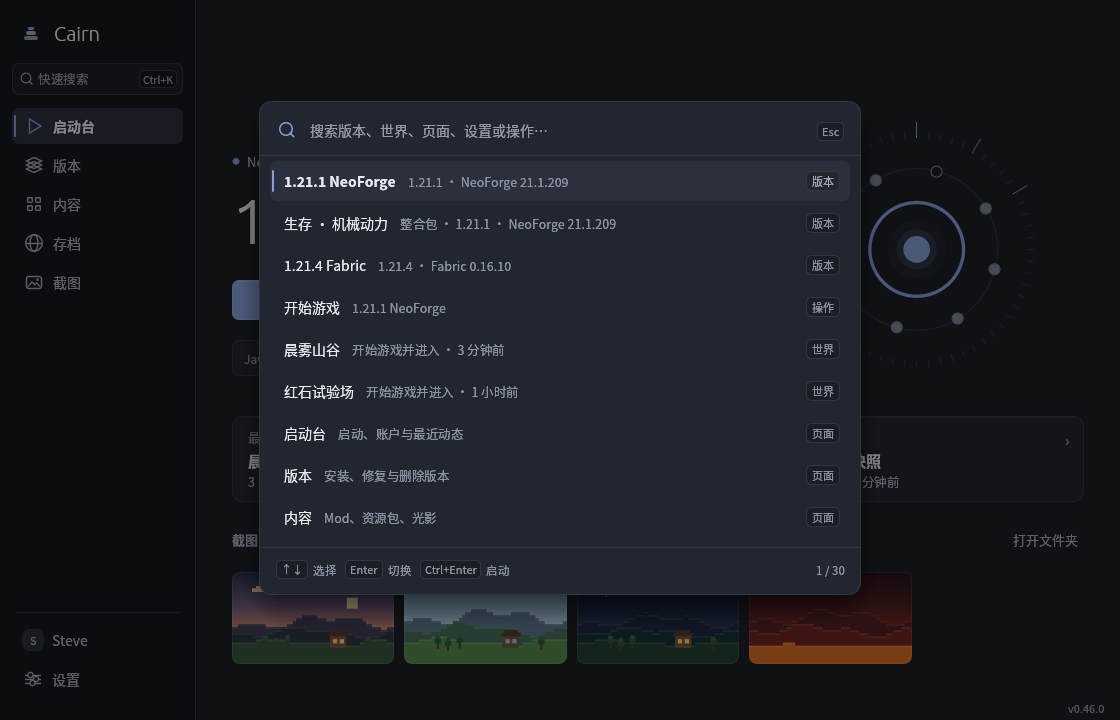 Cairn
快速搜索 Ctrl+K
启动台
版本
内容
存档
截图
Steve
设置
搜索版本、世界、页面、设置或操作… Esc
1.21.1 NeoForge 1.21.1 · NeoForge 21.1.209 版本
生存 · 机械动力 整合包 · 1.21.1 · NeoForge 21.1.209 版本
1.21.4 Fabric 1.21.4 · Fabric 0.16.10 版本
开始游戏 1.21.1 NeoForge 操作
晨雾山谷 开始游戏并进入 · 3 分钟前 世界
红石试验场 开始游戏并进入 · 1 小时前 世界
启动台 启动、账户与最近动态 页面
版本 安装、修复与删除版本 页面
内容 Mod、资源包、光影 页面
↑↓ 选择 Enter 切换 Ctrl+Enter 启动 1 / 30
分钟前
截图 打开文件夹
S
v0.46.0